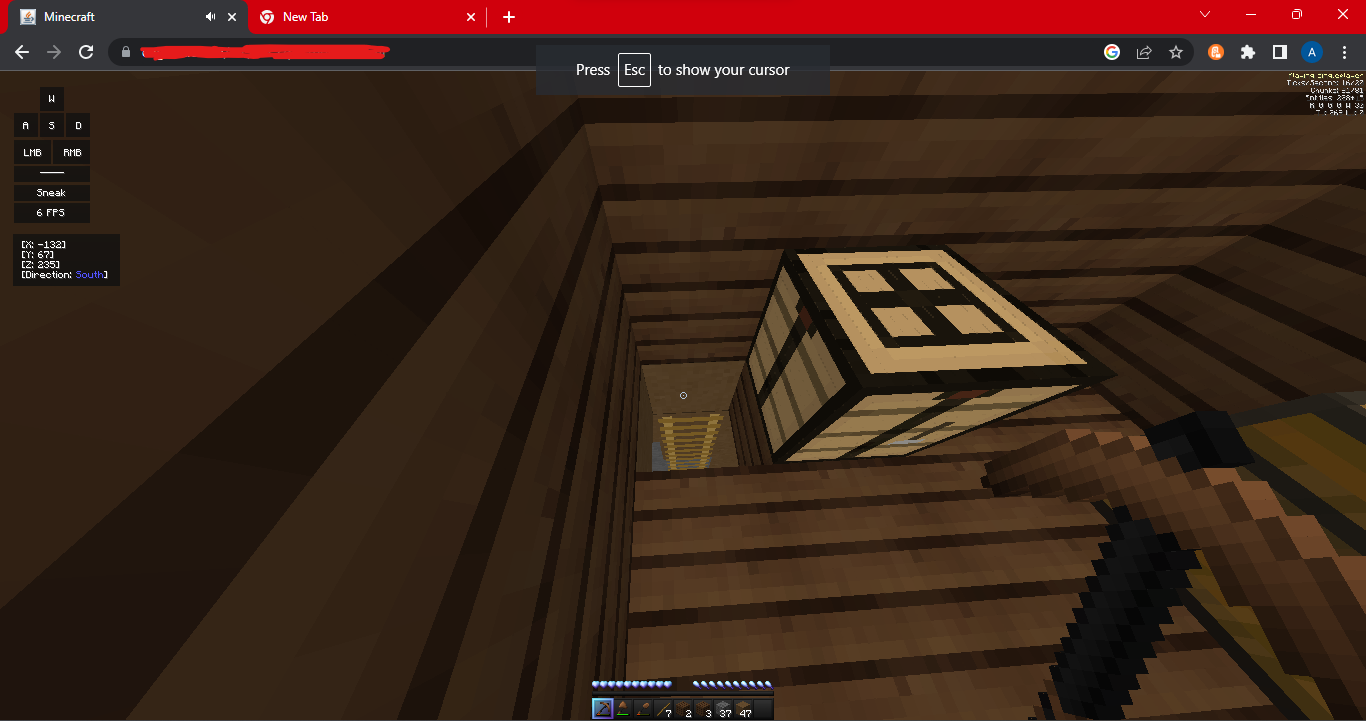 Minecraft
New Tab
A
Press Esc to show your cursor
W
A S D
LMB RMB
Sneak
6 FPS
[X: -132]
[Y: 67]
[Z: 235]
[Direction: South]
7 2 3 37 47